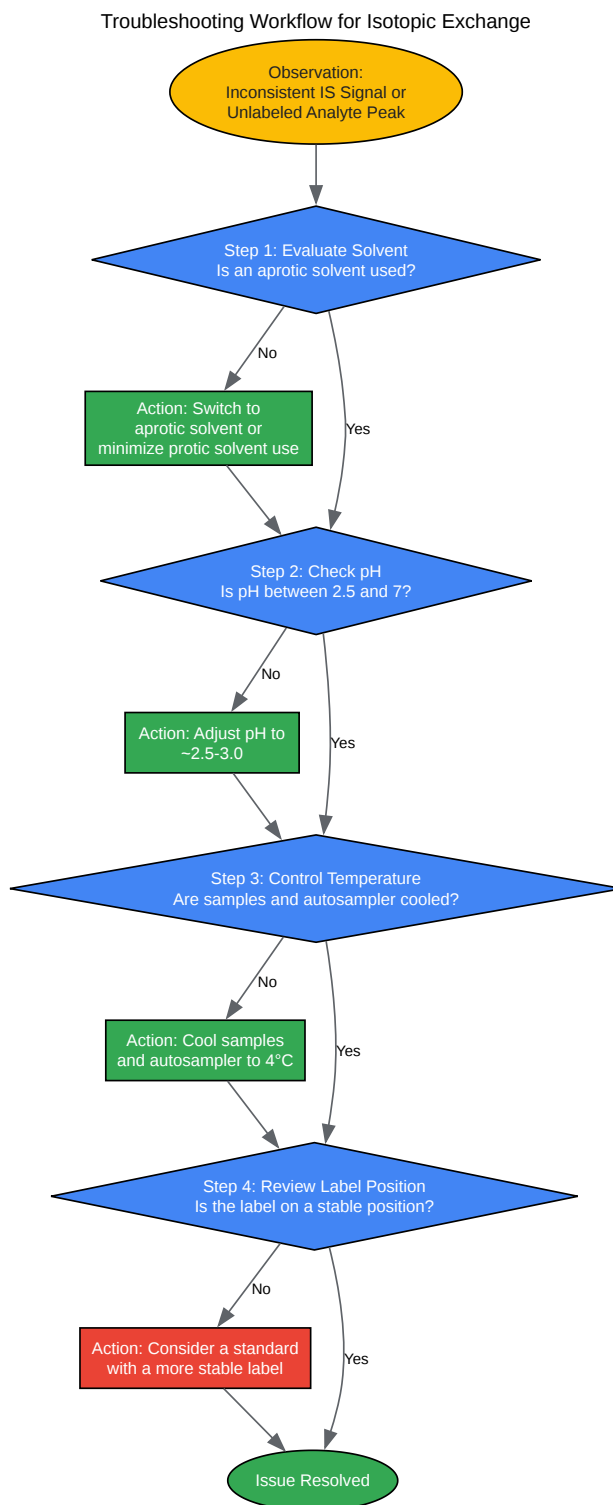 Troubleshooting Workflow for Isotopic Exchange
Observation:
Inconsistent IS Signal or
Unlabeled Analyte Peak
Step 1: Evaluate Solvent
Is an aprotic solvent used?
No
Yes
Action: Switch to
aprotic solvent or
minimize protic solvent use
Step 2: Check pH
Is pH between 2.5 and 7?
No
Yes
Action: Adjust pH to
~2.5-3.0
Step 3: Control Temperature
Are samples and autosampler cooled?
No
Yes
Action: Cool samples
and autosampler to 4°C
Step 4: Review Label Position
Is the label on a stable position?
No
Yes
Action: Consider a standard
with a more stable label
Issue Resolved